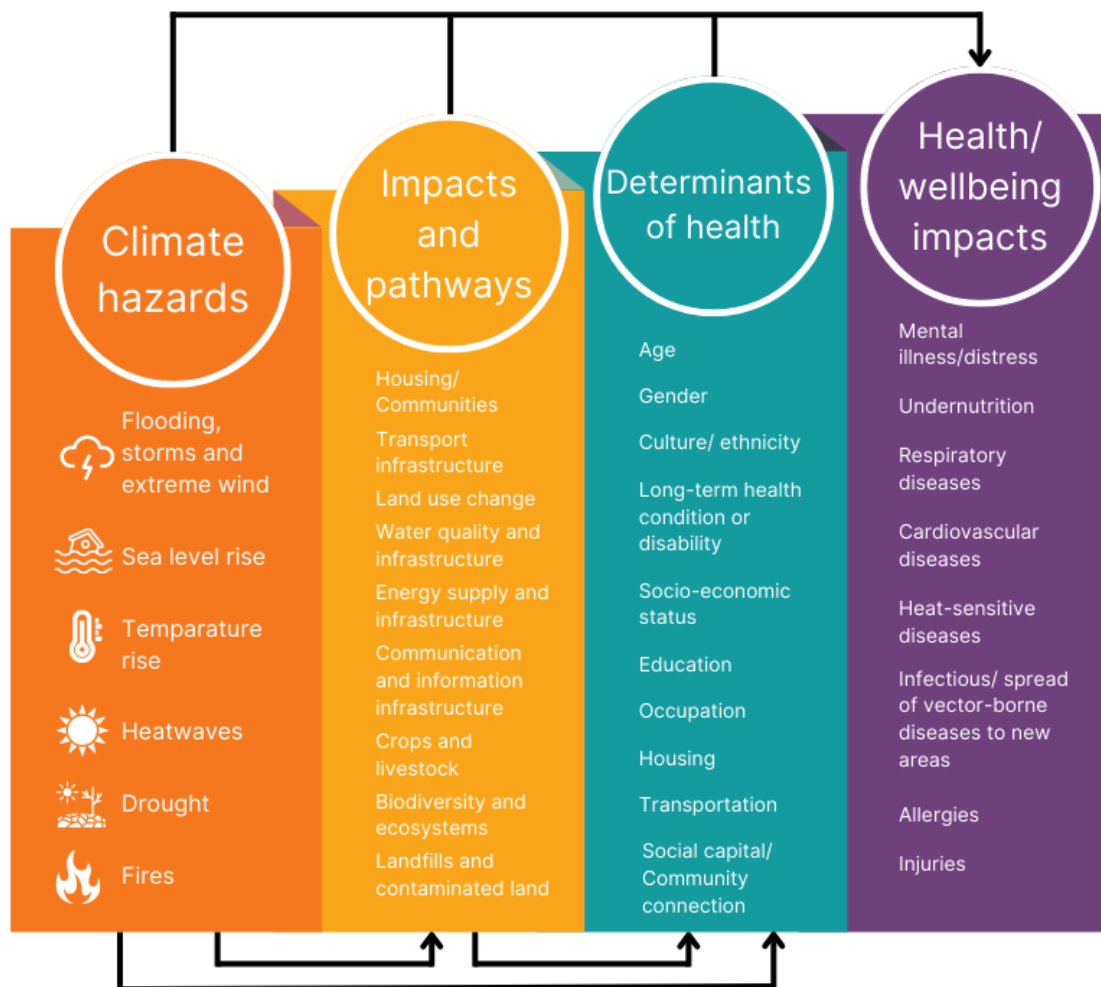 Climate
hazards
Flooding,
storms and
extreme wind
Sea level rise
Temparature
rise
Heatwaves
Drought
Fires
Impacts
and
pathways
Housing/
Communities
Transport
infrastructure
Land use change
Water quality and
infrastructure
Energy supply and
infrastructure
Communication
and information
infrastructure
Crops and
livestock
Biodiversity and
ecosystems
Landfills and
contaminated land
Determinants
of health
Age
Gender
Culture/ ethnicity
Long-term health
condition or
disability
Socio-economic
status
Education
Occupation
Housing
Transportation
Social capital/
Community
connection
Health/
wellbeing
impacts
Mental
illness/distress
Undernutrition
Respiratory
diseases
Cardiovascular
diseases
Heat-sensitive
diseases
Infectious/ spread
of vector-borne
diseases to new
areas
Allergies
Injuries